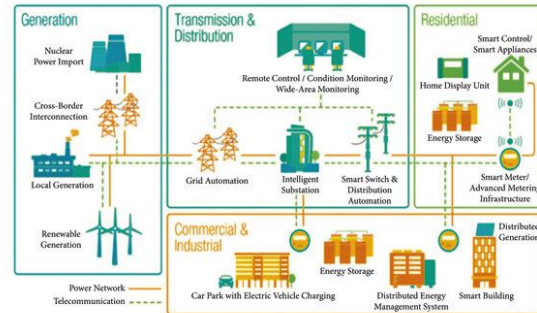 Generation
Nuclear
Power Import
Cross-Border
Interconnection
Local Generation
Renewable
Generation
Power Network
Telecommunication
Transmission &
Distribution
Remote Control / Condition Monitoring /
Wide-Area Monitoring
Grid Automation
Intelligent
Substation
Smart Switch &
Distribution
Automation
Residential
Smart Control/
Smart Appliances
Home Display Unit
Energy Storage
Smart Meter/
Advanced Metering
Infrastructure
Commercial
& Industrial
Car Park with Electric Vehicle Charging
Energy Storage
Distributed Energy
Management System
Distributed
Generation
Smart Building